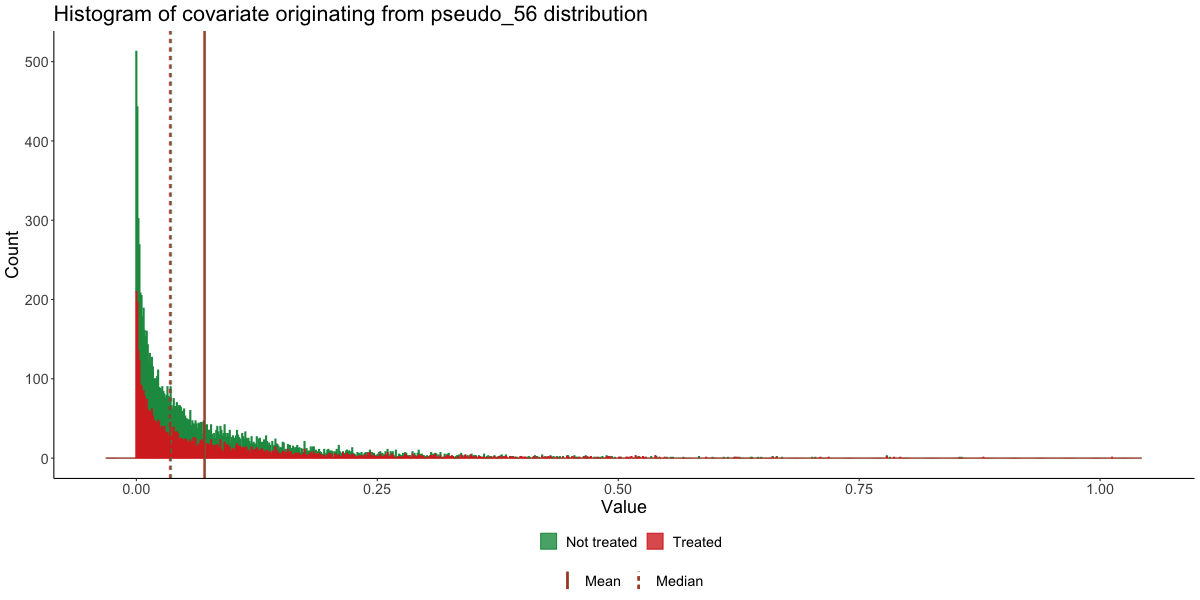 Histogram of covariate originating from pseudo_56 distribution
500
400
300
200
100
0
Count
0.00 0.25 0.50 0.75 1.00
Value
Not treated Treated
Mean Median